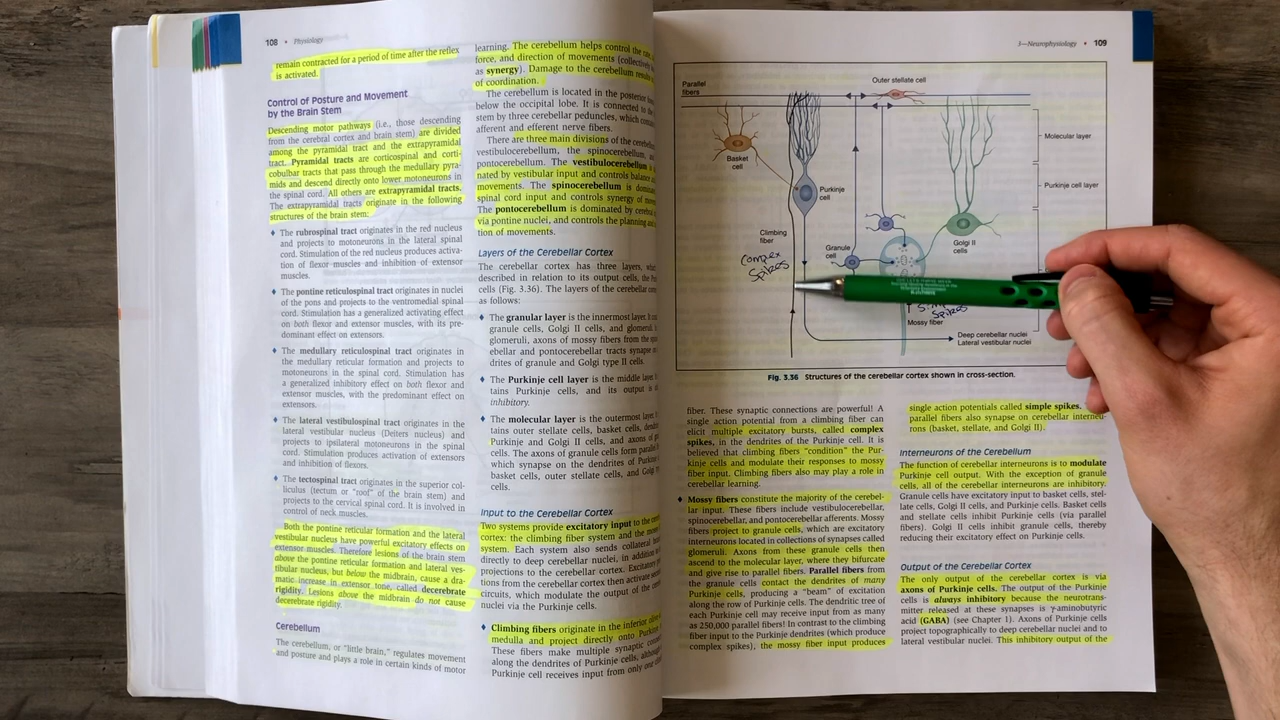 108 • Physiology
remain contracted for a period of time after the reflex
is activated.
Control of Posture and Movement
by the Brain Stem
Descending motor pathways (i.e., those descending
from the cerebral cortex and brain stem) are divided
among the pyramidal tract and the extrapyramidal
tract. Pyramidal tracts are corticospinal and corti-
cobulbar tracts that pass through the medullary pyra-
mids and descend directly onto lower motoneurons in
the spinal cord. All others are extrapyramidal tracts.
The extrapyramidal tracts originate in the following
structures of the brain stem:
♦ The rubrospinal tract originates in the red nucleus
and projects to motoneurons in the lateral spinal
cord. Stimulation of the red nucleus produces activa-
tion of flexor muscles and inhibition of extensor
muscles.
♦ The pontine reticulospinal tract originates in nuclei
of the pons and projects to the ventromedial spinal
cord. Stimulation has a generalized activating effect
on both flexor and extensor muscles, with its pre-
dominant effect on extensors.
♦ The medullary reticulospinal tract originates in
the medullary reticular formation and projects to
motoneurons in the spinal cord. Stimulation has
a generalized inhibitory effect on both flexor and
extensor muscles, with the predominant effect on
extensors.
♦ The lateral vestibulospinal tract originates in the
lateral vestibular nucleus (Deiters nucleus) and
projects to ipsilateral motoneurons in the spinal
cord. Stimulation produces activation of extensors
and inhibition of flexors.
♦ The tectospinal tract originates in the superior col-
liculus (tectum or "roof" of the brain stem) and
projects to the cervical spinal cord. It is involved in
control of neck muscles.
Both the pontine reticular formation and the lateral
vestibular nucleus have powerful excitatory effects on
extensor muscles. Therefore lesions of the brain stem
above the pontine reticular formation and lateral ves-
tibular nucleus, but below the midbrain, cause a dra-
matic increase in extensor tone, called decerebrate
rigidity. Lesions above the midbrain do not cause
decerebrate rigidity.
Cerebellum
The cerebellum, or "little brain," regulates movement
and posture and plays a role in certain kinds of motor
learning. The cerebellum helps control the
force, and direction of movements (collectively
as synergy). Damage to the cerebellum
of coordination.
The cerebellum is located in the posterior
below the occipital lobe. It is connected to the
stem by three cerebellar peduncles, which
afferent and efferent nerve fibers.
There are three main divisions of the
vestibulocerebellum, the spinocerebellum,
pontocerebellum. The vestibulocerebellum is
nated by vestibular input and controls balance
movements. The spinocerebellum is
spinal cord input and controls synergy of
The pontocerebellum is dominated by
via pontine nuclei, and controls the planning
tion of movements.
Layers of the Cerebellar Cortex
The cerebellar cortex has three layers,
described in relation to its output cells, the
cells (Fig. 3.36). The layers of the cerebellar
as follows:
♦ The granular layer is the innermost layer.
granule cells, Golgi II cells, and glomeruli.
glomeruli, axons of mossy fibers from the
ebellar and pontocerebellar tracts synapse
drites of granule and Golgi type II cells.
♦ The Purkinje cell layer is the middle layer.
tains Purkinje cells, and its output is
inhibitory.
♦ The molecular layer is the outermost layer.
tains outer stellate cells, basket cells,
Purkinje and Golgi II cells, and axons of
cells. The axons of granule cells form parallel
which synapse on the dendrites of
basket cells, outer stellate cells, and Golgi
cells.
Input to the Cerebellar Cortex
Two systems provide excitatory input to the
cortex: the climbing fiber system and the
system. Each system also sends collateral
directly to deep cerebellar nuclei, in addition
projections to the cerebellar cortex. Excitatory
tions from the cerebellar cortex then activate
circuits, which modulate the output of the
nuclei via the Purkinje cells.
♦ Climbing fibers originate in the inferior
medulla and project directly onto
These fibers make multiple synaptic
along the dendrites of Purkinje cells,
Purkinje cell receives input from only one
3—Neurophysiology • 109
Parallel
fibers
Outer stellate cell
Basket
cell
Purkinje
cell
Climbing
fiber
Complex
Spikes
Granule
cell
Golgi II
cell
Molecular layer
Purkinje cell layer
Spikes
Mossy fiber
Deep cerebellar nuclei
Lateral vestibular nuclei
Fig. 3.36 Structures of the cerebellar cortex shown in cross-section.
fiber. These synaptic connections are powerful! A
single action potential from a climbing fiber can
elicit multiple excitatory bursts, called complex
spikes, in the dendrites of the Purkinje cell. It is
believed that climbing fibers "condition" the Pur-
kinje cells and modulate their responses to mossy
fiber input. Climbing fibers also may play a role in
cerebellar learning.
♦ Mossy fibers constitute the majority of the cerebel-
lar input. These fibers include vestibulocerebellar,
spinocerebellar, and pontocerebellar afferents. Mossy
fibers project to granule cells, which are excitatory
interneurons located in collections of synapses called
glomeruli. Axons from these granule cells then
ascend to the molecular layer, where they bifurcate
and give rise to parallel fibers. Parallel fibers from
the granule cells contact the dendrites of many
Purkinje cells, producing a "beam" of excitation
along the row of Purkinje cells. The dendritic tree of
each Purkinje cell may receive input from as many
as 250,000 parallel fibers! In contrast to the climbing
fiber input to the Purkinje dendrites (which produce
complex spikes), the mossy fiber input produces
single action potentials called simple spikes.
parallel fibers also synapse on cerebellar interneu-
rons (basket, stellate, and Golgi II).
Interneurons of the Cerebellum
The function of cerebellar interneurons is to modulate
Purkinje cell output. With the exception of granule
cells, all of the cerebellar interneurons are inhibitory.
Granule cells have excitatory input to basket cells, stel-
late cells, Golgi II cells, and Purkinje cells. Basket cells
and stellate cells inhibit Purkinje cells (via parallel
fibers). Golgi II cells inhibit granule cells, thereby
reducing their excitatory effect on Purkinje cells.
Output of the Cerebellar Cortex
The only output of the cerebellar cortex is via
axons of Purkinje cells. The output of the Purkinje
cells is always inhibitory because the neurotrans-
mitter released at these synapses is γ-aminobutyric
acid (GABA) (see Chapter 1). Axons of Purkinje cells
project topographically to deep cerebellar nuclei and to
lateral vestibular nuclei. This inhibitory output of the